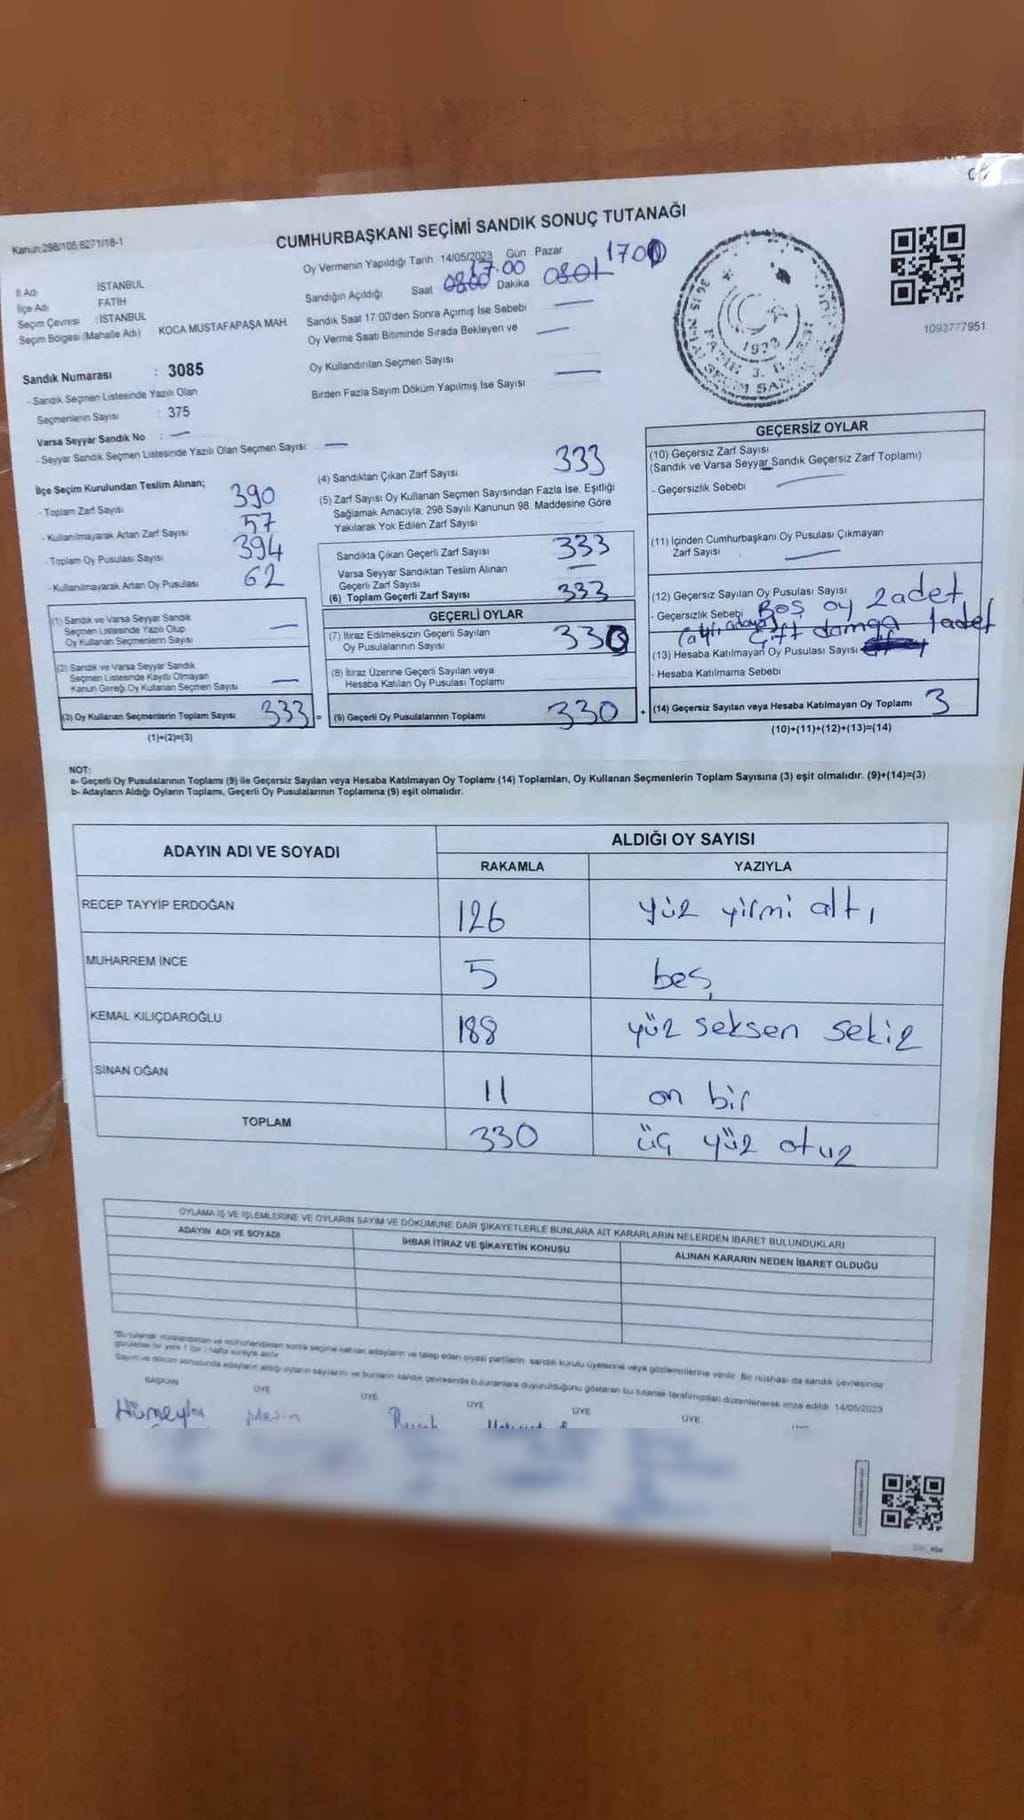 Kanun:298/105 6271/18-1
CUMHURBAŞKANI SEÇİMİ SANDIK SONUÇ TUTANAĞI
İl Adı İSTANBUL
İlçe Adı FATİH
Seçim Çevresi :İSTANBUL
Seçim Bölgesi (Mahalle Adı) KOCA MUSTAFAPAŞA MAH
Sandık Numarası : 3085
- Sandık Seçmen Listesinde Yazılı Olan
Seçmenlerin Sayısı : 375
Varsa Seyyar Sandık No :
- Seyyar Sandık Seçmen Listesinde Yazılı Olan Seçmen Sayısı:
Oy Vermenin Yapıldığı Tarih 14/05/2023 Gün Pazar
Sandığın Açıldığı Saat 0800 17:00 Dakika 0801 1700
Sandık Saat 17:00'den Sonra Açımış İse Sebebi
Oy Verme Saati Bitiminde Sırada Bekleyen ve
Oy Kullandırılan Seçmen Sayısı
Birden Fazla Sayım Döküm Yapılmış İse Sayısı
1093777951
İlçe Seçim Kurulundan Teslim Alınan;
- Toplam Zarf Sayısı 390
- Kullanılmayarak Artan Zarf Sayısı 57
- Toplam Oy Pusulası Sayısı 394
- Kullanılmayarak Artan Oy Pusulası 62
(1) Sandık ve Varsa Seyyar Sandık
Seçmen Listesinde Yazılı Olup
Oy Kullanan Seçmenlerin Sayısı
(2) Sandık ve Varsa Seyyar Sandık
Seçmen Listesinde Kayıtlı Olmayan
Kanun Gereği Oy Kullanan Seçmen Sayısı
(3) Oy Kullanan Seçmenlerin Toplam Sayısı 333 =
(1)+(2)=(3)
(4) Sandıktan Çıkan Zarf Sayısı 333
(5) Zarf Sayısı Oy Kullanan Seçmen Sayısından Fazla İse, Eşitliği
Sağlamak Amacıyla, 298 Sayılı Kanunun 98. Maddesine Göre
Yakılarak Yok Edilen Zarf Sayısı
Sandıkta Çıkan Geçerli Zarf Sayısı 333
Varsa Seyyar Sandıktan Teslim Alınan
Geçerli Zarf Sayısı
(6) Toplam Geçerli Zarf Sayısı 333
GEÇERLİ OYLAR
(7) İtiraz Edilmeksizin Geçerli Sayılan
Oy Pusulalarının Sayısı 330
(8) İtiraz Üzerine Geçerli Sayılan veya
Hesaba Katılan Oy Pusulası Toplamı
(9) Geçerli Oy Pusulalarının Toplamı 330 +
GEÇERSİZ OYLAR
(10) Geçersiz Zarf Sayısı
(Sandık ve Varsa Seyyar Sandık Geçersiz Zarf Toplamı)
- Geçersizlik Sebebi
(11) İçinden Cumhurbaşkanı Oy Pusulası Çıkmayan
Zarf Sayısı
(12) Geçersiz Sayılan Oy Pusulası Sayısı
- Geçersizlik Sebebi Boş oy 2 adet
Çift damga 1 adet
(13) Hesaba Katılmayan Oy Pusulası Sayısı
- Hesaba Katılmama Sebebi
(14) Geçersiz Sayılan veya Hesaba Katılmayan Oy Toplamı 3
(10)+(11)+(12)+(13)=(14)
NOT:
a- Geçerli Oy Pusulalarının Toplamı (9) ile Geçersiz Sayılan veya Hesaba Katılmayan Oy Toplamı (14) Toplamları, Oy Kullanan Seçmenlerin Toplam Sayısına (3) eşit olmalıdır. (9)+(14)=(3)
b- Adayların Aldığı Oyların Toplamı, Geçerli Oy Pusulalarının Toplamına (9) eşit olmalıdır.
ADAYIN ADI VE SOYADI
ALDIĞI OY SAYISI
RAKAMLA YAZIYLA
RECEP TAYYİP ERDOĞAN 126 yüz yirmi altı
MUHARREM İNCE 5 beş
KEMAL KILIÇDAROĞLU 188 yüz seksen sekiz
SİNAN OĞAN 11 on bir
TOPLAM 330 üç yüz otuz
OYLAMA İŞ VE İŞLEMLERİNE VE OYLARIN SAYIM VE DÖKÜMÜNE DAİR ŞİKAYETLERLE BUNLARA AİT KARARLARIN NELERDEN İBARET BULUNDUKLARI
ADAYIN ADI VE SOYADI İHBAR İTİRAZ VE ŞİKAYETİN KONUSU ALINAN KARARIN NEDEN İBARET OLDUĞU
BAŞKAN ÜYE ÜYE ÜYE ÜYE ÜYE
Hümeyla